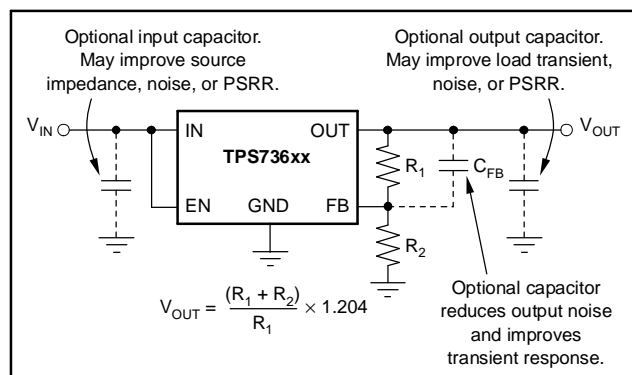 Optional input capacitor.
May improve source
impedance, noise, or PSRR.
Optional output capacitor.
May improve load transient,
noise, or PSRR.
V_IN
IN
OUT
V_OUT
TPS736xx
R_1
C_FB
EN
GND
FB
R_2
V_OUT = (R_1 + R_2) / R_1 × 1.204
Optional capacitor
reduces output noise
and improves
transient response.